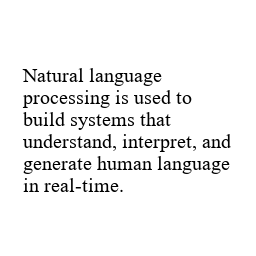 Natural language
processing is used to
build systems that
understand, interpret, and
generate human language
in real-time.